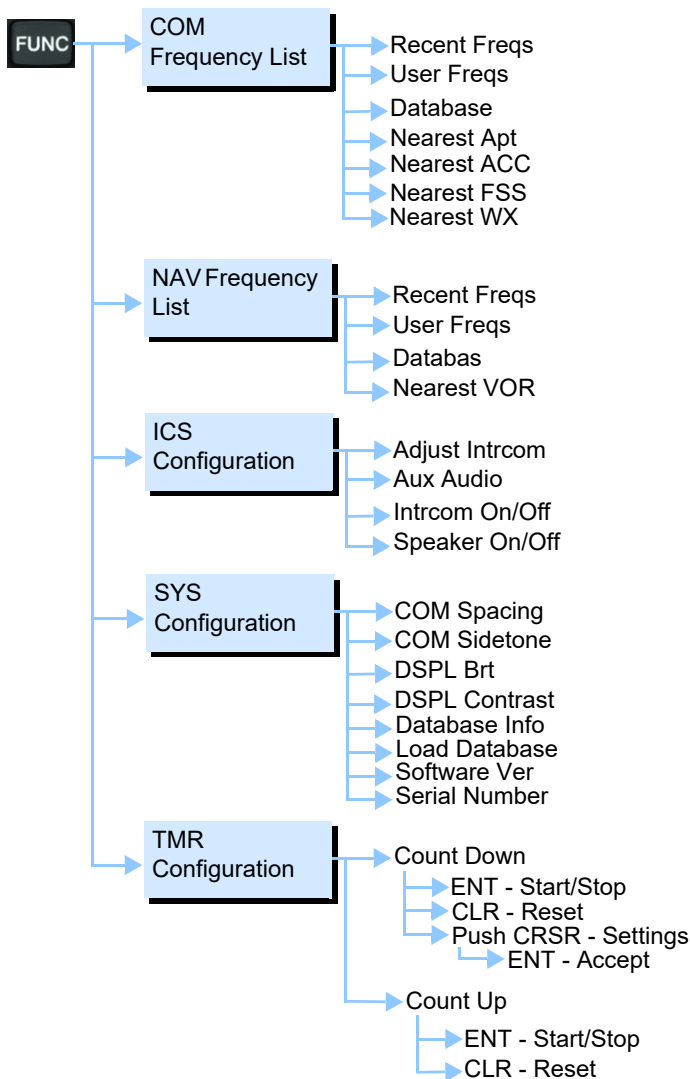 FUNC
COM
Frequency List
Recent Freqs
User Freqs
Database
Nearest Apt
Nearest ACC
Nearest FSS
Nearest WX
NAV Frequency
List
Recent Freqs
User Freqs
Databas
Nearest VOR
ICS
Configuration
Adjust Intrcom
Aux Audio
Intrcom On/Off
Speaker On/Off
SYS
Configuration
COM Spacing
COM Sidetone
DSPL Brt
DSPL Contrast
Database Info
Load Database
Software Ver
Serial Number
TMR
Configuration
Count Down
ENT - Start/Stop
CLR - Reset
Push CRSR - Settings
ENT - Accept
Count Up
ENT - Start/Stop
CLR - Reset